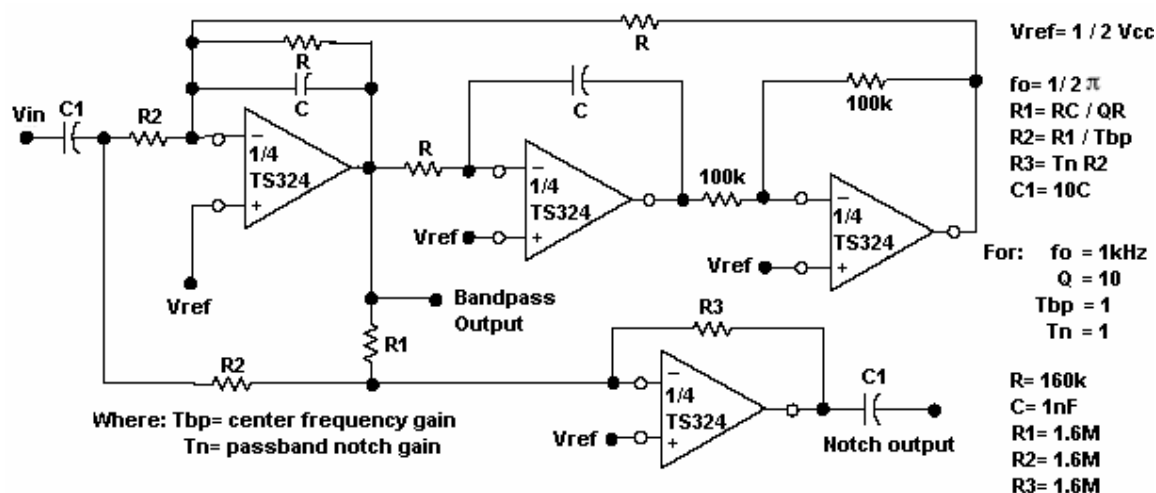 R
Vref= 1 / 2 Vcc
R
C
100k
C
fo= 1/ 2 π
R1= RC / QR
R2= R1 / Tbp
R3= Tn R2
C1= 10C
Vin
C1
R2
1/4
TS324
R
1/4
TS324
100k
1/4
TS324
Vref
Vref
Vref
For: fo = 1kHz
Q = 10
Tbp = 1
Tn = 1
Bandpass
Output
R1
R3
R2
1/4
TS324
C1
Vref
Notch output
Where: Tbp= center frequency gain
Tn= passband notch gain
R= 160k
C= 1nF
R1= 1.6M
R2= 1.6M
R3= 1.6M